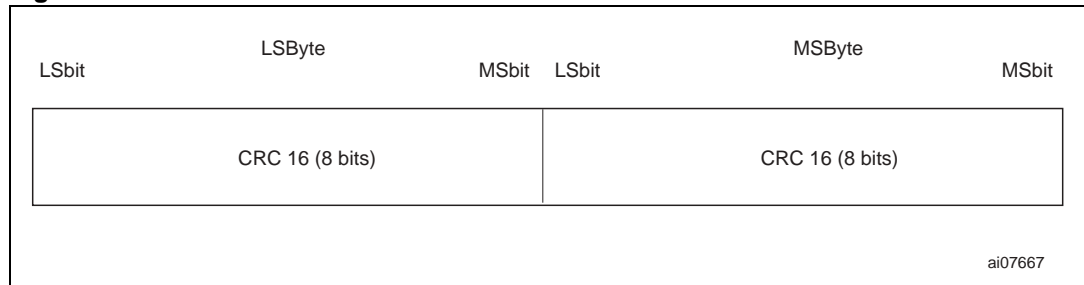 LSByte MSByte
LSbit MSbit LSbit MSbit
CRC 16 (8 bits) CRC 16 (8 bits)
ai07667